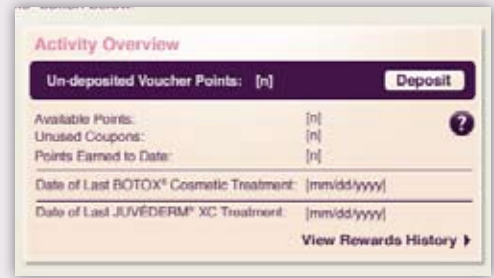 Activity Overview
Un-deposited Voucher Points: [n] Deposit
Available Points: [n]
?
Unused Coupons: [n]
Points Earned to Date: [n]
Date of Last BOTOX® Cosmetic Treatment: [mm/dd/yyyy]
Date of Last JUVÉDERM® XC Treatment: [mm/dd/yyyy]
View Rewards History